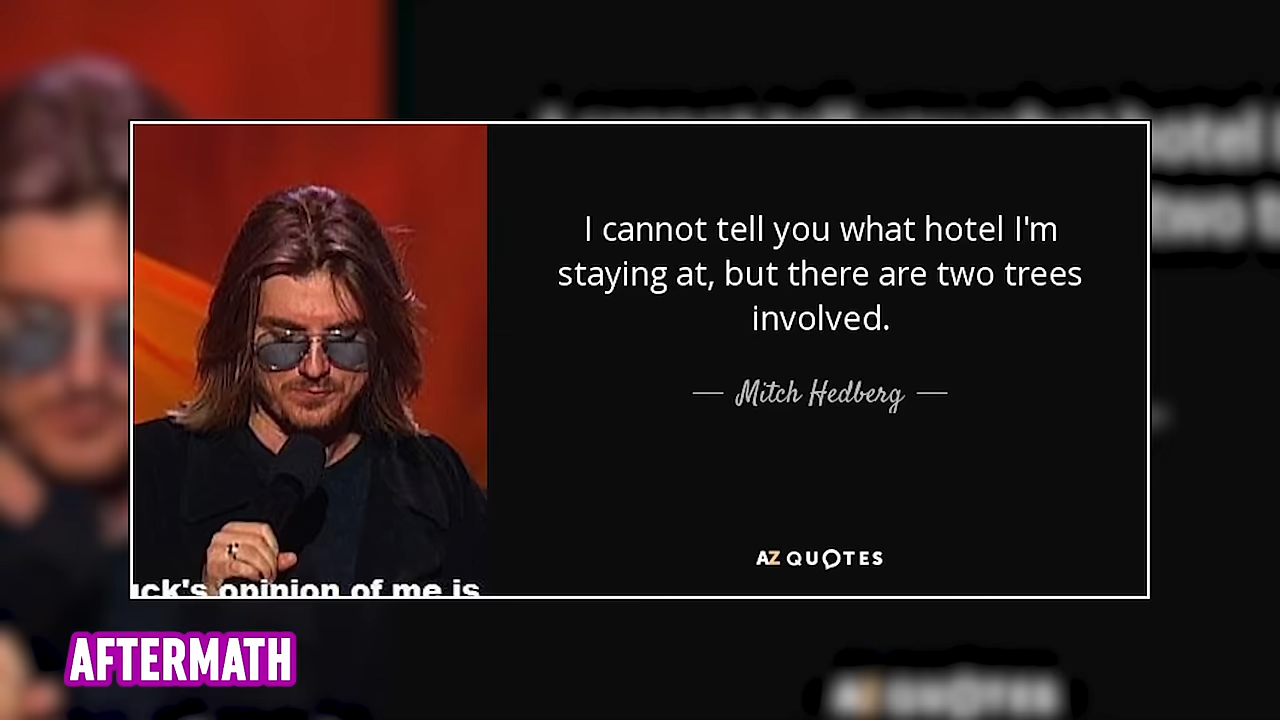 I cannot tell you what hotel I'm
staying at, but there are two trees
involved.
— Mitch Hedberg —
AZ QUOTES
uck's opinion of me is
AFTERMATH